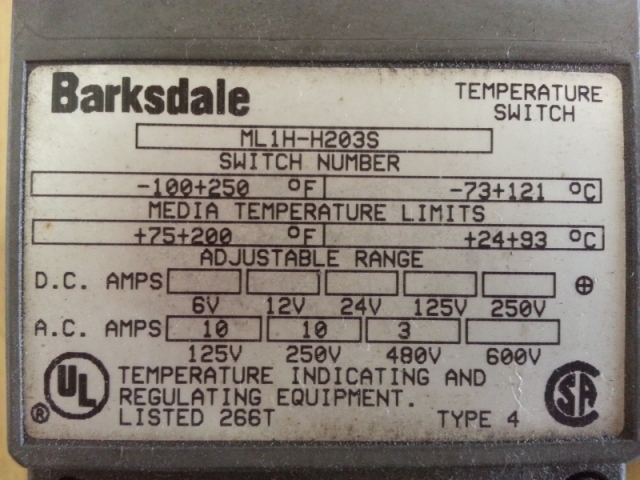 Barksdale
TEMPERATURE
SWITCH
ML1H-H203S
SWITCH NUMBER
-100+250 °F -73+121 °C
MEDIA TEMPERATURE LIMITS
+75+200 °F +24+93 °C
ADJUSTABLE RANGE
D.C. AMPS
6V 12V 24V 125V 250V
A.C. AMPS 10 10 3
125V 250V 480V 600V
UL ®
TEMPERATURE INDICATING AND
REGULATING EQUIPMENT.
LISTED 266T TYPE 4
SA